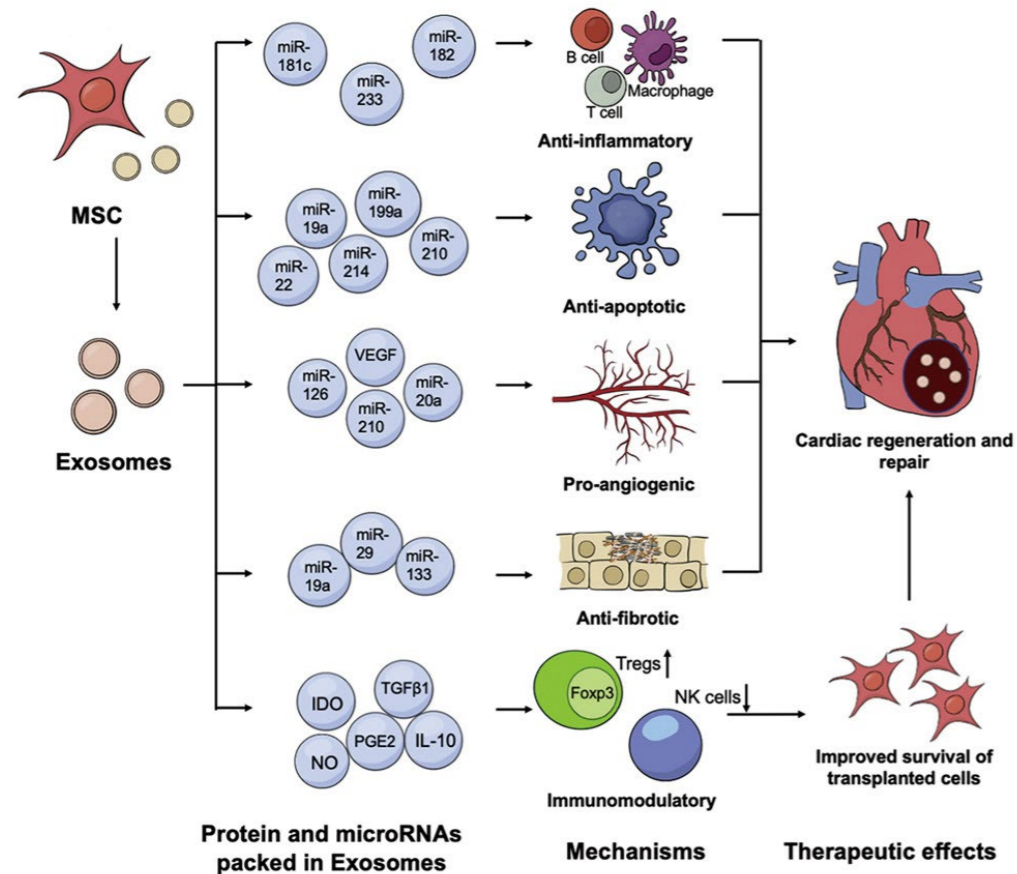 miR-
181c
miR-
182
miR-
233
B cell
Macrophage
T cell
Anti-inflammatory
MSC
miR-
19a
miR-
199a
miR-
210
miR-
22
miR-
214
Anti-apoptotic
Exosomes
VEGF
miR-
126
miR-
20a
miR-
210
Pro-angiogenic
Cardiac regeneration and
repair
miR-
19a
miR-
29
miR-
133
Anti-fibrotic
IDO
TGFβ1
NO
PGE2
IL-10
Foxp3
Tregs
NK cells
Immunomodulatory
Improved survival of
transplanted cells
Protein and microRNAs
packed in Exosomes
Mechanisms
Therapeutic effects